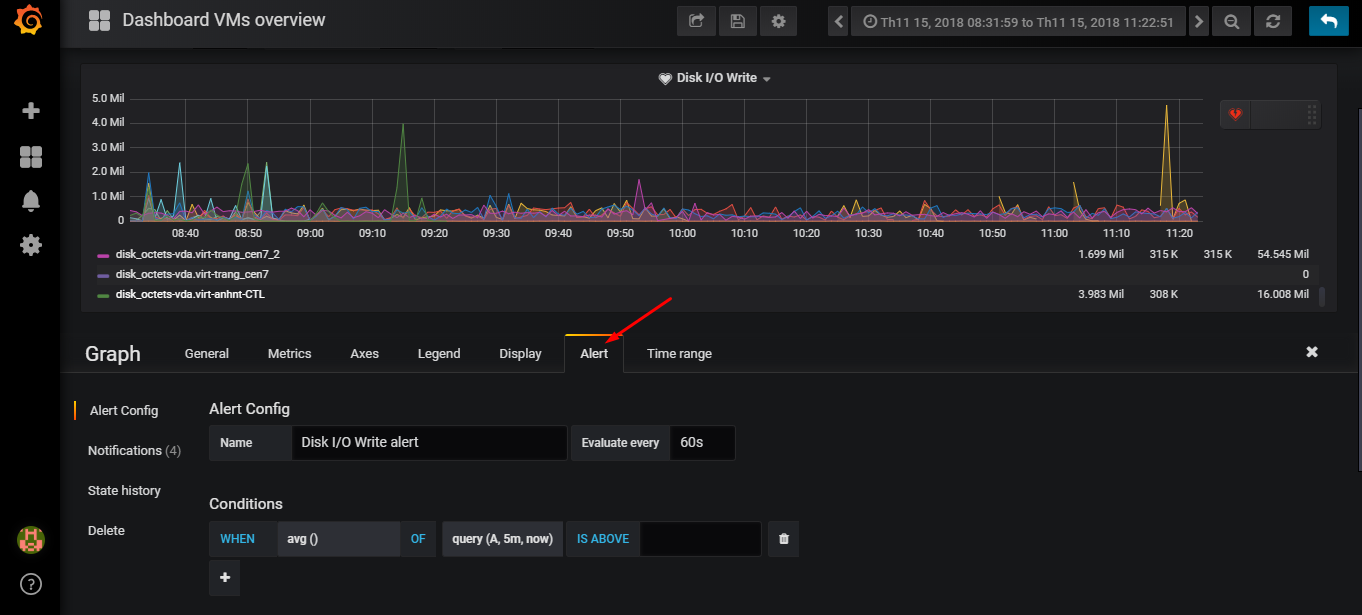 Dashboard VMs overview
Th11 15, 2018 08:31:59 to Th11 15, 2018 11:22:51
Disk I/O Write
5.0 Mil
4.0 Mil
3.0 Mil
2.0 Mil
1.0 Mil
0
08:40 08:50 09:00 09:10 09:20 09:30 09:40 09:50 10:00 10:10 10:20 10:30 10:40 10:50 11:00 11:10 11:20
disk_octets-vda.virt-trang_cen7_2 1.699 Mil 315 K 315 K 54.545 Mil
disk_octets-vda.virt-trang_cen7 0
disk_octets-vda.virt-anhnt-CTL 3.983 Mil 308 K 16.008 Mil
Graph General Metrics Axes Legend Display Alert Time range
Alert Config
Notifications (4)
State history
Delete
Alert Config
Name Disk I/O Write alert Evaluate every 60s
Conditions
WHEN avg () OF query (A, 5m, now) IS ABOVE